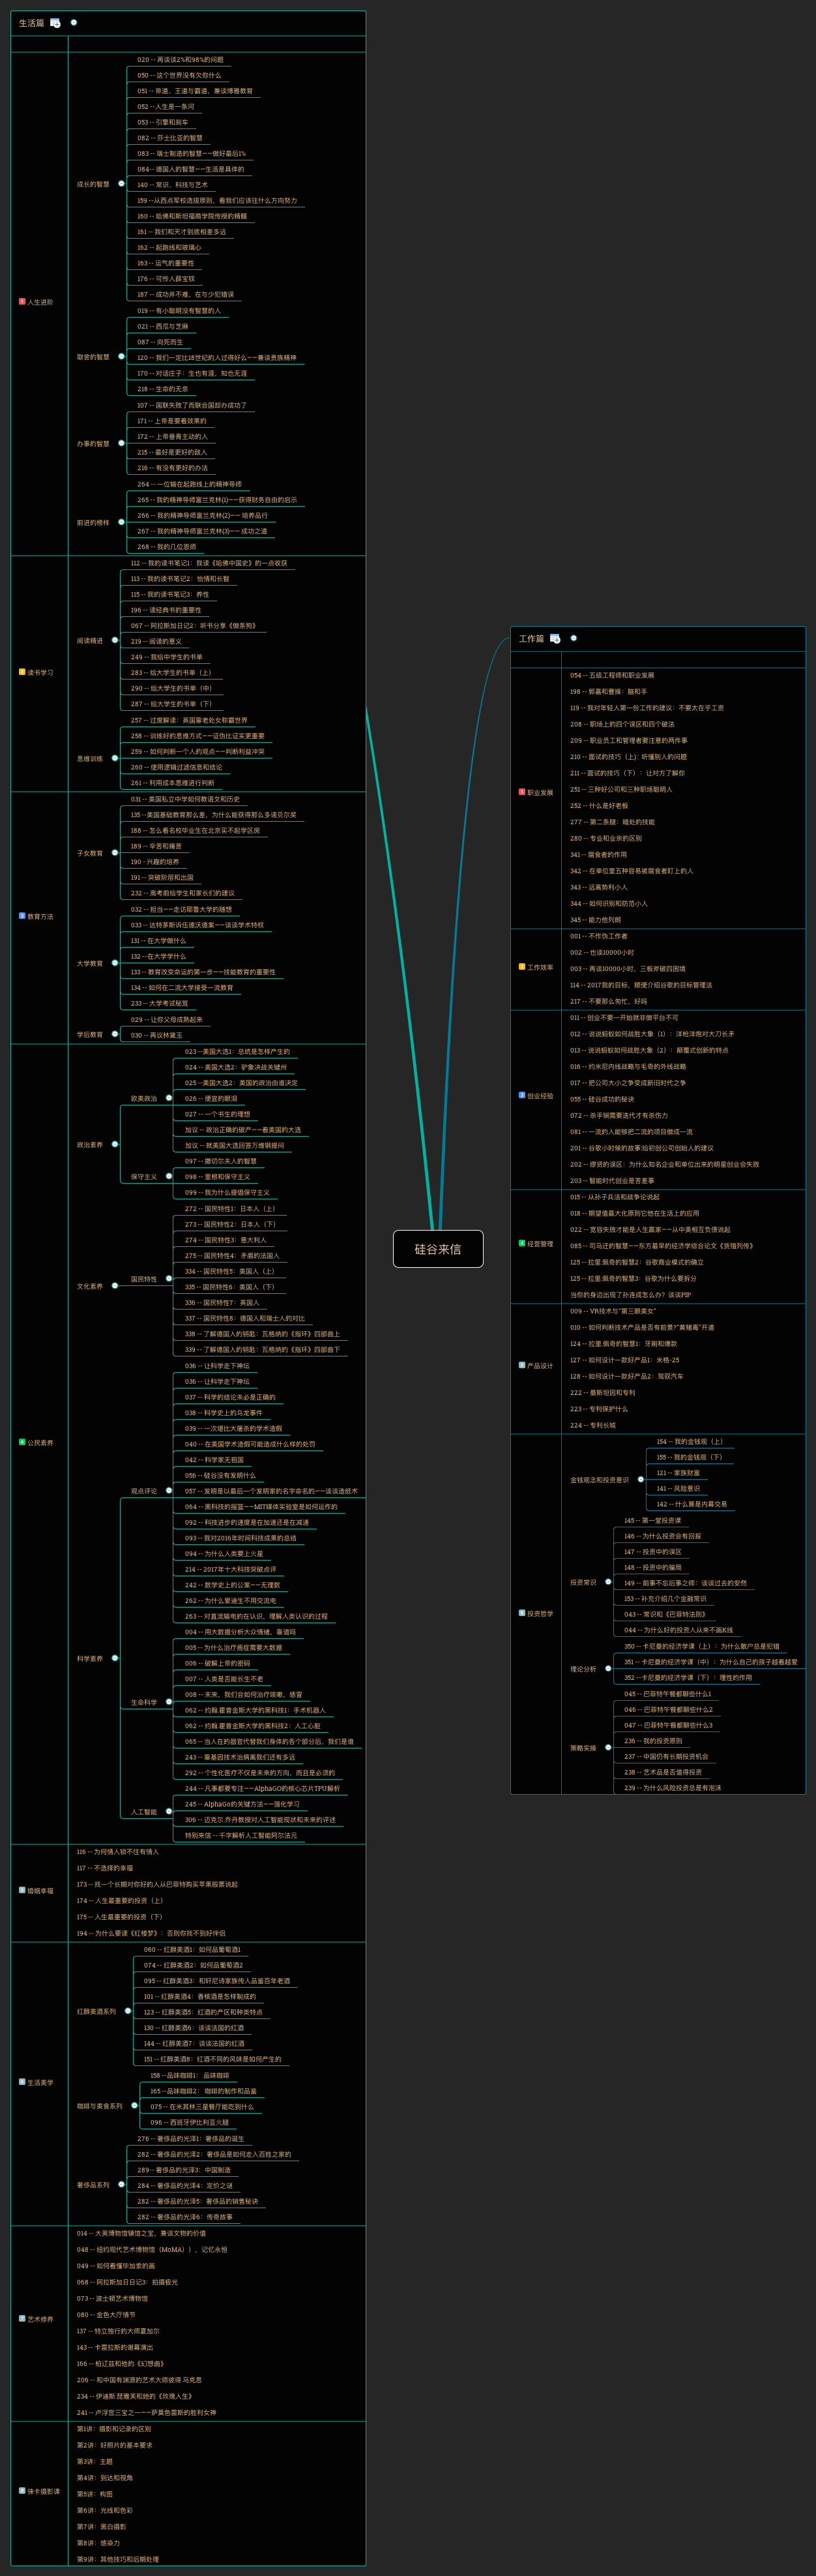 生活篇
1 人生进阶
成长的智慧
020 -- 再谈谈2%和98%的问题
050 -- 这个世界没有欠你什么
051 -- 帝道、王道与霸道，兼谈博雅教育
052 --人生是一条河
053 -- 引擎和刹车
082 -- 莎士比亚的智慧
083 -- 瑞士制造的智慧——做好最后1%
084-- 德国人的智慧——生活是具体的
140 -- 常识、科技与艺术
159 --从西点军校选拔原则，看我们应该往什么方向努力
160 -- 哈佛和斯坦福商学院传授的精髓
161 -- 我们和天才到底相差多远
162 -- 起跑线和玻璃心
163 -- 运气的重要性
176 -- 可怜人薛宝钗
187 -- 成功并不难，在与少犯错误
取舍的智慧
019 -- 有小聪明没有智慧的人
021 -- 西瓜与芝麻
087 -- 向死而生
120 -- 我们一定比18世纪的人过得好么——兼谈贵族精神
170 -- 对话庄子：生也有涯，知也无涯
218 -- 生命的无奈
办事的智慧
107 -- 国联失败了而联合国却办成功了
171 -- 上帝是要看效果的
172 -- 上帝垂青主动的人
215 -- 最好是更好的敌人
216 -- 有没有更好的办法
前进的榜样
264 -- 一位输在起跑线上的精神导师
265 -- 我的精神导师富兰克林(1)——获得财务自由的启示
266 -- 我的精神导师富兰克林(2)—— 培养品行
267 -- 我的精神导师富兰克林(3)—— 成功之道
268 -- 我的几位恩师
2 读书学习
阅读精进
112 -- 我的读书笔记1：我读《哈佛中国史》的一点收获
113 -- 我的读书笔记2：怡情和长智
115 -- 我的读书笔记3：养性
196 -- 读经典书的重要性
067 -- 阿拉斯加日记2：听书分享《做条狗》
219 -- 阅读的意义
249 -- 我给中学生的书单
283 -- 给大学生的书单（上）
290 -- 给大学生的书单（中）
287 -- 给大学生的书单（下）
思维训练
257 -- 过度解读：英国靠老处女称霸世界
258 -- 训练好的思维方式——证伪比证实更重要
259 -- 如何判断一个人的观点——判断利益冲突
260 -- 使用逻辑过滤信息和结论
261 -- 利用成本思维进行判断
3 教育方法
子女教育
031 -- 美国私立中学如何教语文和历史
135 --美国基础教育那么差，为什么能获得那么多诺贝尔奖
188 -- 怎么看名校毕业生在北京买不起学区房
189 -- 辛苦和痛苦
190 - 兴趣的培养
191 -- 突破阶层和出国
232 -- 高考前给学生和家长们的建议
大学教育
032 -- 担当——走访耶鲁大学的随想
033 -- 达特茅斯诉伍德沃德案——谈谈学术特权
131 -- 在大学做什么
132 --在大学学什么
133 -- 教育改变命运的第一步——技能教育的重要性
134 -- 如何在二流大学接受一流教育
233 -- 大学考试秘笈
学后教育
029 -- 让你父母成熟起来
030 -- 再议林黛玉
4 公民素养
政治素养
欧美政治
023 --美国大选1：总统是怎样产生的
024 -- 美国大选2：驴象决战关键州
025 --美国大选2：美国的政治由谁决定
026 -- 便宜的眼泪
027 -- 一个书生的理想
加议 -- 政治正确的破产——看美国的大选
加议 -- 就美国大选回答万维钢提问
保守主义
097 -- 撒切尔夫人的智慧
098 -- 里根和保守主义
099 -- 我为什么提倡保守主义
文化素养
国民特性
272 -- 国民特性1：日本人（上）
273 -- 国民特性2：日本人（下）
274 -- 国民特性3：意大利人
275 -- 国民特性4：矛盾的法国人
334 -- 国民特性5：美国人（上）
335 -- 国民特性6：美国人（下）
336 -- 国民特性7：英国人
337 -- 国民特性8：德国人和瑞士人的对比
338 -- 了解德国人的钥匙：瓦格纳的《指环》四部曲上
339 -- 了解德国人的钥匙：瓦格纳的《指环》四部曲下
科学素养
观点评论
036 -- 让科学走下神坛
036 -- 让科学走下神坛
037 -- 科学的结论未必是正确的
038 -- 科学史上的乌龙事件
039 -- 一次堪比大屠杀的学术造假
040 -- 在美国学术造假可能造成什么样的处罚
042 -- 科学家无祖国
056 -- 硅谷没有发明什么
057 -- 发明是以最后一个发明家的名字命名的——谈谈造纸术
064 -- 黑科技的摇篮——MIT媒体实验室是如何运作的
092 -- 科技进步的速度是在加速还是在减速
093 -- 我对2016年时间科技成果的总结
094 -- 为什么人类要上火星
214 -- 2017年十大科技突破点评
242 -- 数学史上的公案——无理数
262 -- 为什么爱迪生不用交流电
263 -- 对直流输电的在认识，理解人类认识的过程
生命科学
004 -- 用大数据分析大众情绪，靠谱吗
005 -- 为什么治疗癌症需要大数据
006 -- 破解上帝的密码
007 -- 人类是否能长生不老
008 -- 未来，我们会如何治疗咳嗽、感冒
062 -- 约翰.霍普金斯大学的黑科技1：手术机器人
062 -- 约翰.霍普金斯大学的黑科技2：人工心脏
065 -- 当人在的器官代替我们身体的各个部分后，我们是谁
243 -- 靠基因技术治病离我们还有多远
292 -- 个性化医疗不仅是未来的方向，而且是必须的
人工智能
244 -- 凡事都要专注——AlphaGO的核心芯片TPU解析
245 -- AlphaGo的关键方法——强化学习
306 -- 迈克尔.乔丹教授对人工智能现状和未来的评述
特别来信 -- 千字解析人工智能阿尔法元
5 婚姻幸福
116 -- 为何情人锁不住有情人
117 -- 不选择的幸福
173 -- 找一个长期对你好的人从巴菲特购买苹果股票说起
174 -- 人生最重要的投资（上）
175 -- 人生最重要的投资（下）
194 -- 为什么要读《红楼梦》：否则你找不到好伴侣
6 生活美学
红醇美酒系列
060 -- 红醇美酒1：如何品葡萄酒1
074 -- 红醇美酒2：如何品葡萄酒2
095 -- 红醇美酒3：和轩尼诗家族传人品鉴百年老酒
101 -- 红醇美酒4：香槟酒是怎样制成的
123 -- 红醇美酒5：红酒的产区和种类特点
130 -- 红醇美酒6：谈谈法国的红酒
144 -- 红醇美酒7：谈谈法国的红酒
151 -- 红醇美酒8：红酒不同的风味是如何产生的
咖啡与美食系列
158 --品味咖啡1：品味咖啡
165 --品味咖啡2：咖啡的制作和品鉴
075 -- 在米其林三星餐厅能吃到什么
096 -- 西班牙伊比利亚火腿
奢侈品系列
276 -- 奢侈品的光泽1：奢侈品的诞生
282 -- 奢侈品的光泽2：奢侈品是如何走入百姓之家的
289-- 奢侈品的光泽3：中国制造
284 -- 奢侈品的光泽4：定价之谜
282 -- 奢侈品的光泽5：奢侈品的销售秘诀
282 -- 奢侈品的光泽6：传奇故事
7 艺术修养
014 -- 大英博物馆镇馆之宝，兼谈文物的价值
048 -- 纽约现代艺术博物馆（MoMA）），记忆永恒
049 -- 如何看懂毕加索的画
068 -- 阿拉斯加日日记3：拍摄极光
073 -- 波士顿艺术博物馆
080 -- 金色大厅情节
137 -- 特立独行的大师夏加尔
143 -- 卡雷拉斯的谢幕演出
166 -- 柏辽兹和他的《幻想曲》
206 -- 和中国有渊源的艺术大师彼得.马克思
234 -- 伊迪斯.琵雅芙和她的《玫瑰人生》
241 -- 卢浮宫三宝之一——萨莫色雷斯的胜利女神
8 徕卡摄影课
第1讲：摄影和记录的区别
第2讲：好照片的基本要求
第3讲：主题
第4讲：到达和视角
第5讲：构图
第6讲：光线和色彩
第7讲：黑白摄影
第8讲：感染力
第9讲：其他技巧和后期处理
硅谷来信
工作篇
1 职业发展
054 -- 五级工程师和职业发展
198 -- 郭嘉和曹操：脑和手
119 -- 我对年轻人第一份工作的建议：不要太在乎工资
208 -- 职场上的四个误区和四个破法
209 -- 职业员工和管理者要注意的两件事
210 -- 面试的技巧（上）：听懂别人的问题
211 -- 面试的技巧（下）：让对方了解你
251 -- 三种好公司和三种职场聪明人
252 -- 什么是好老板
277 -- 第二条腿：暗处的技能
280 -- 专业和业余的区别
341 -- 腐食者的作用
342 -- 在单位里五种容易被腐食者盯上的人
343 -- 远离势利小人
344 -- 如何识别和防范小人
345 -- 能力他列朗
2 工作效率
001 -- 不作伪工作者
002 -- 也谈10000小时
003 -- 再谈10000小时，三板斧破四困境
114 -- 2017我的目标，顺便介绍谷歌的目标管理法
217 -- 不要那么匆忙，好吗
3 创业经验
011 -- 创业不要一开始就非做平台不可
012 -- 说说蚂蚁如何战胜大象（1）：洋枪洋炮对大刀长矛
013 -- 说说蚂蚁如何战胜大象（2）：颠覆式创新的特点
016 -- 约米尼内线战略与毛奇的外线战略
017 -- 把公司大小之争变成新旧时代之争
055 -- 硅谷成功的秘诀
072 -- 杀手锏需要迭代才有杀伤力
081 -- 一流的人能够把二流的项目做成一流
201 -- 谷歌小时候的故事:给初创公司创始人的建议
202 -- 缪贤的误区：为什么知名企业和单位出来的明星创业会失败
203 -- 智能时代创业是苦差事
4 经营管理
015 -- 从孙子兵法和战争论说起
018 -- 期望值最大化原则它他在生活上的应用
022 -- 宽容失败才能是人生赢家——从中美相互负债说起
085 -- 司马迁的智慧——东方最早的经济学综合论文《货殖列传》
125 -- 拉里.佩奇的智慧2：谷歌商业模式的确立
125 -- 拉里.佩奇的智慧3：谷歌为什么要拆分
当你的身边出现了孙连成怎么办？谈谈PIP
5 产品设计
009 -- VR技术与"第三眼美女"
010 -- 如何判断技术产品是否有前景?"黄赌毒"开道
124 -- 拉里.佩奇的智慧1：牙刷和爆款
127 -- 如何设计一款好产品1：米格-25
128 -- 如何设计一款好产品2：驾驭汽车
222 -- 曼斯坦因和专利
223 -- 专利保护什么
224 -- 专利长城
6 投资哲学
金钱观念和投资意识
154 -- 我的金钱观（上）
155 -- 我的金钱观（下）
121 -- 家族财富
141 -- 风险意识
142 -- 什么算是内幕交易
投资常识
145 -- 第一堂投资课
146 -- 为什么投资会有回报
147 -- 投资中的误区
148 -- 投资中的骗局
149 -- 前事不忘后事之师：谈谈过去的安然
153 -- 补充介绍几个金融常识
043 -- 常识和《巴菲特法则》
044 -- 为什么好的投资人从来不画K线
理论分析
350 -- 卡尼曼的经济学课（上）：为什么散户总是犯错
351 -- 卡尼曼的经济学课（中）：为什么自己的孩子越看越爱
352 --卡尼曼的经济学课（下）：理性的作用
策略实操
045 -- 巴菲特午餐都聊些什么1
046 -- 巴菲特午餐都聊些什么2
047 -- 巴菲特午餐都聊些什么3
236 -- 我的投资原则
237 -- 中国仍有长期投资机会
238 -- 艺术品是否值得投资
239 -- 为什么风险投资总是有泡沫